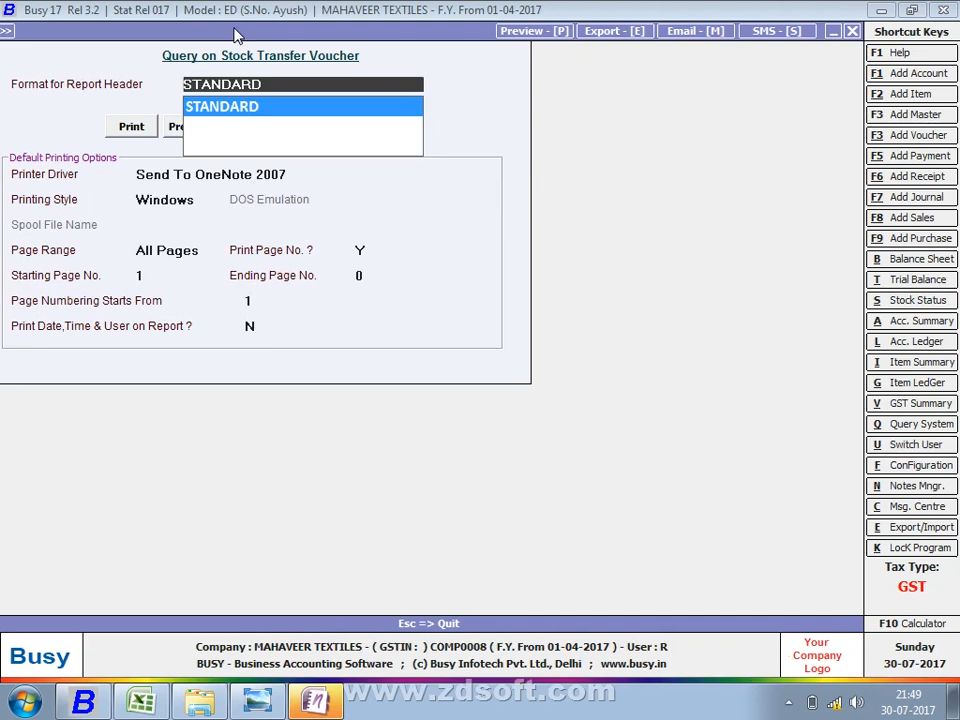 Busy 17 Rel 3.2 | Stat Rel 017 | Model : ED (S.No. Ayush) | MAHAVEER TEXTILES - F.Y. From 01-04-2017
>> Preview - [P] Export - [E] Email - [M] SMS - [S]
Query on Stock Transfer Voucher
Format for Report Header STANDARD
STANDARD
Print Pre
Default Printing Options
Printer Driver Send To OneNote 2007
Printing Style Windows DOS Emulation
Spool File Name
Page Range All Pages Print Page No. ? Y
Starting Page No. 1 Ending Page No. 0
Page Numbering Starts From 1
Print Date,Time & User on Report ? N
Shortcut Keys
F1 Help
F1 Add Account
F2 Add Item
F3 Add Master
F3 Add Voucher
F5 Add Payment
F6 Add Receipt
F7 Add Journal
F8 Add Sales
F9 Add Purchase
B Balance Sheet
T Trial Balance
S Stock Status
A Acc. Summary
L Acc. Ledger
I Item Summary
G Item LedGer
V GST Summary
Q Query System
U Switch User
F ConFiguration
N Notes Mngr.
C Msg. Centre
E Export/Import
K LocK Program
Tax Type:
GST
Esc => Quit
F10 Calculator
Busy
Company : MAHAVEER TEXTILES - ( GSTIN : ) COMP0008 ( F.Y. From 01-04-2017 ) - User : R
BUSY - Business Accounting Software ; (c) Busy Infotech Pvt. Ltd., Delhi ; www.busy.in
Your
Company
Logo
Sunday
30-07-2017
www.zdsoft.com
21:49
30-07-2017